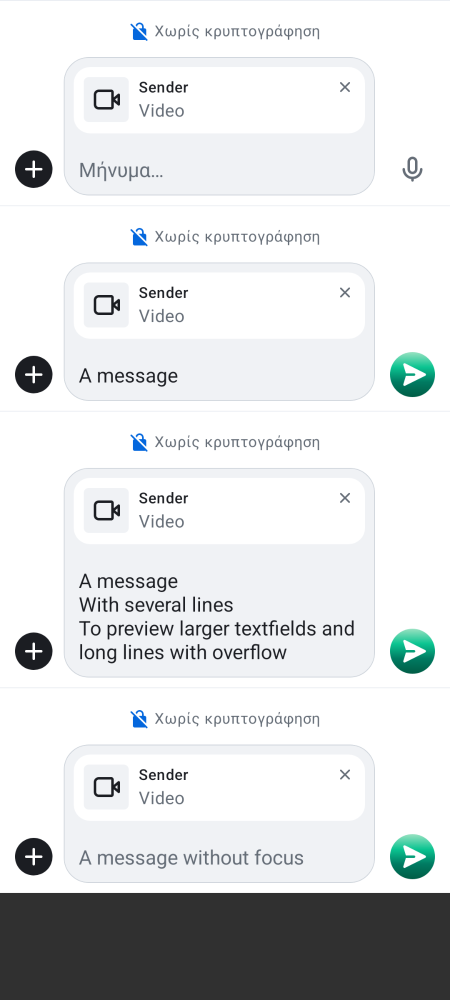 Χωρίς κρυπτογράφηση
Sender
Video
Μήνυμα…
Χωρίς κρυπτογράφηση
Sender
Video
A message
Χωρίς κρυπτογράφηση
Sender
Video
A message
With several lines
To preview larger textfields and
long lines with overflow
Χωρίς κρυπτογράφηση
Sender
Video
A message without focus